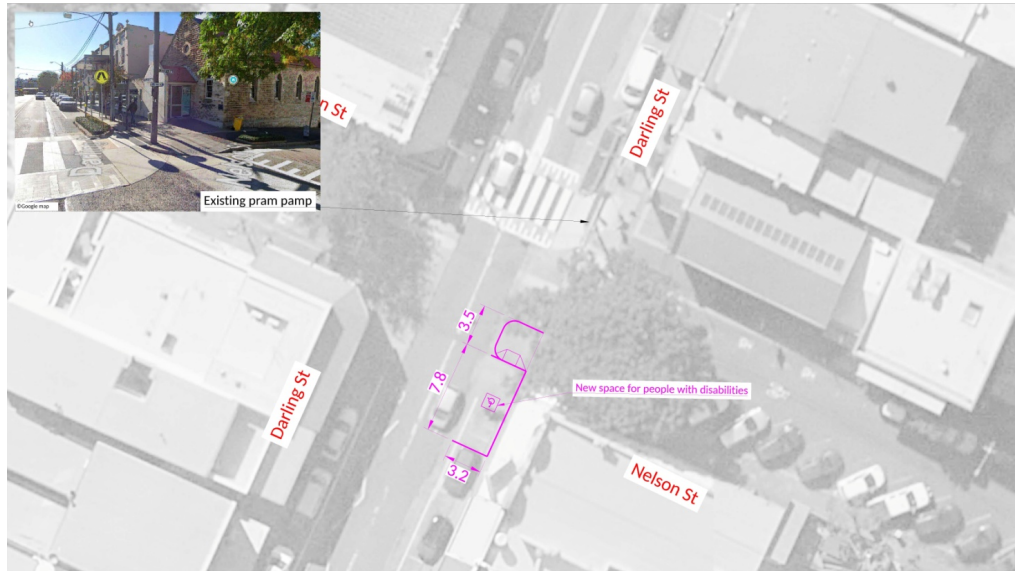 ©Google map
Existing pram pamp
n St
Darling St
3.5
7.8
New space for people with disabilities
Darling St
3.2
Nelson St